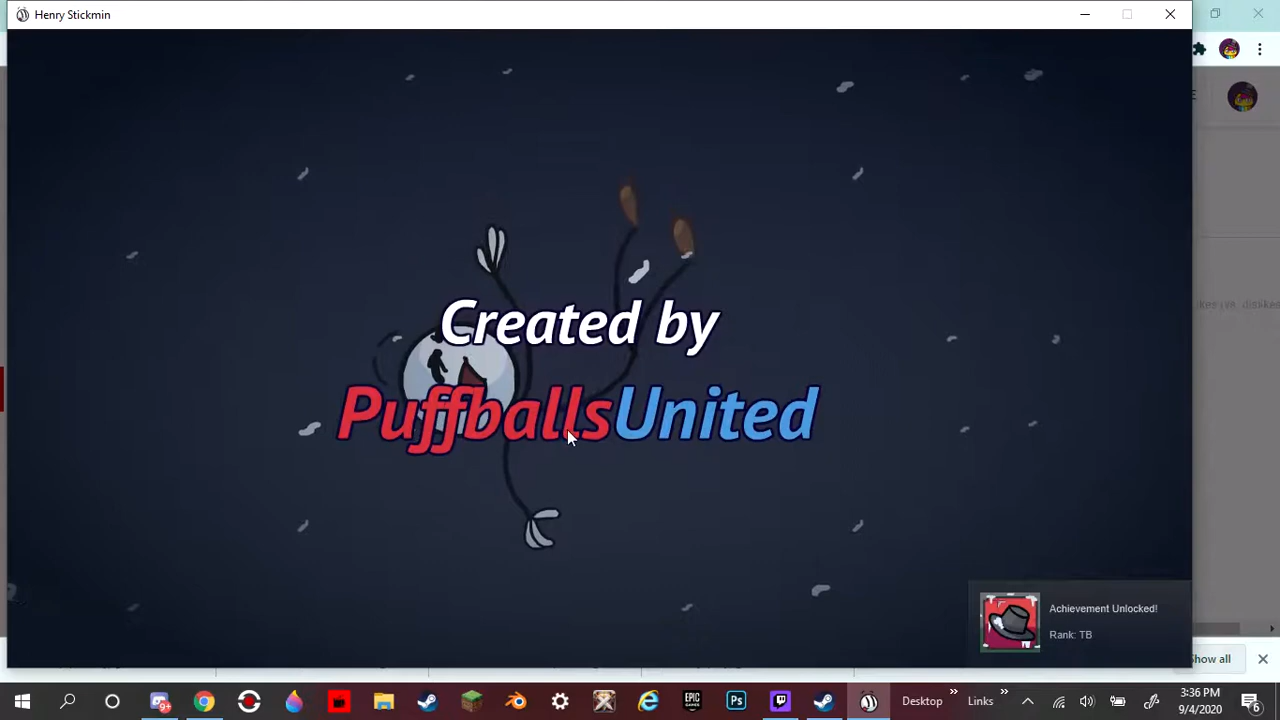 Henry Stickmin
Created by
PuffballsUnited
Achievement Unlocked!
Rank: TB
Show all
Desktop
Links
3:36 PM
9/4/2020